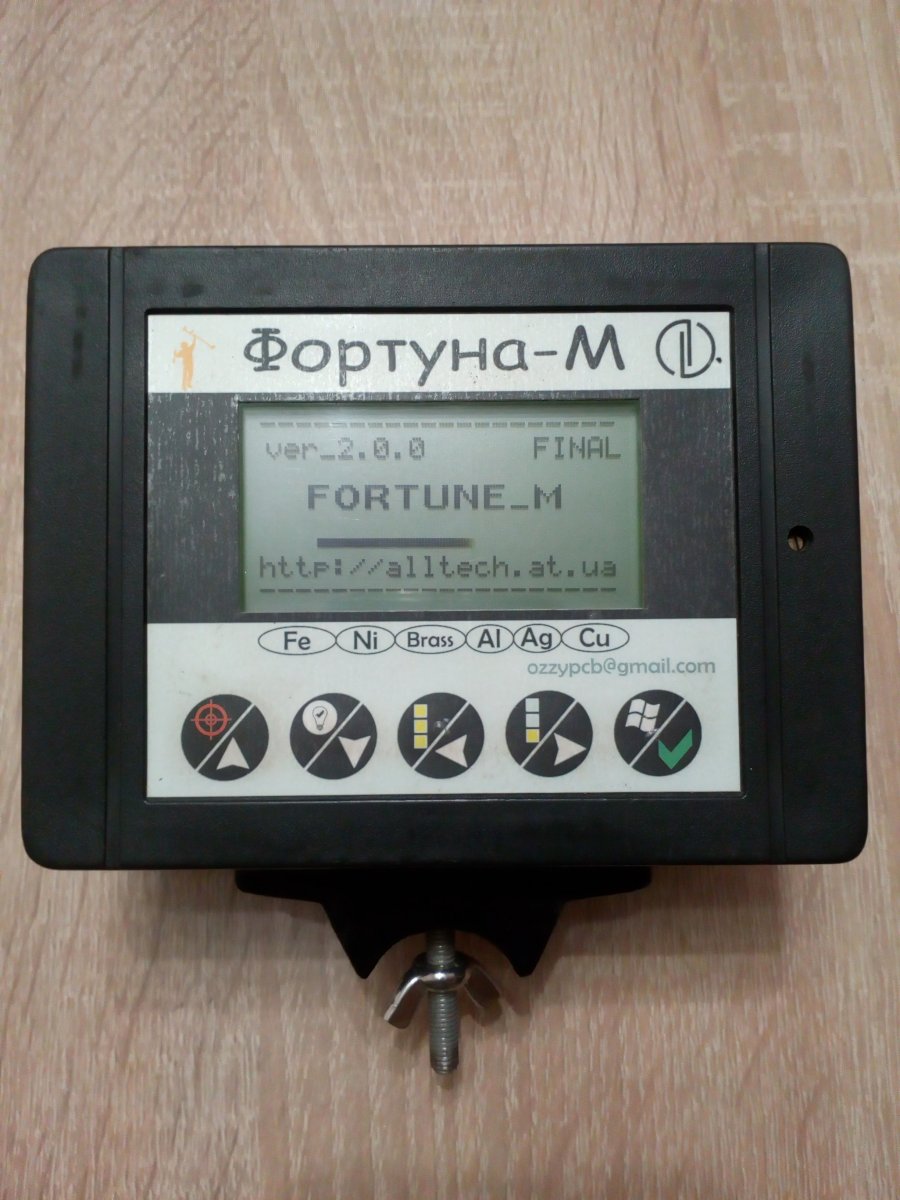 Фортуна-М
ver_2.0.0 FINAL
FORTUNE_M
http://alltech.at.ua
Fe Ni Brass Al Ag Cu
ozzypcb@gmail.com